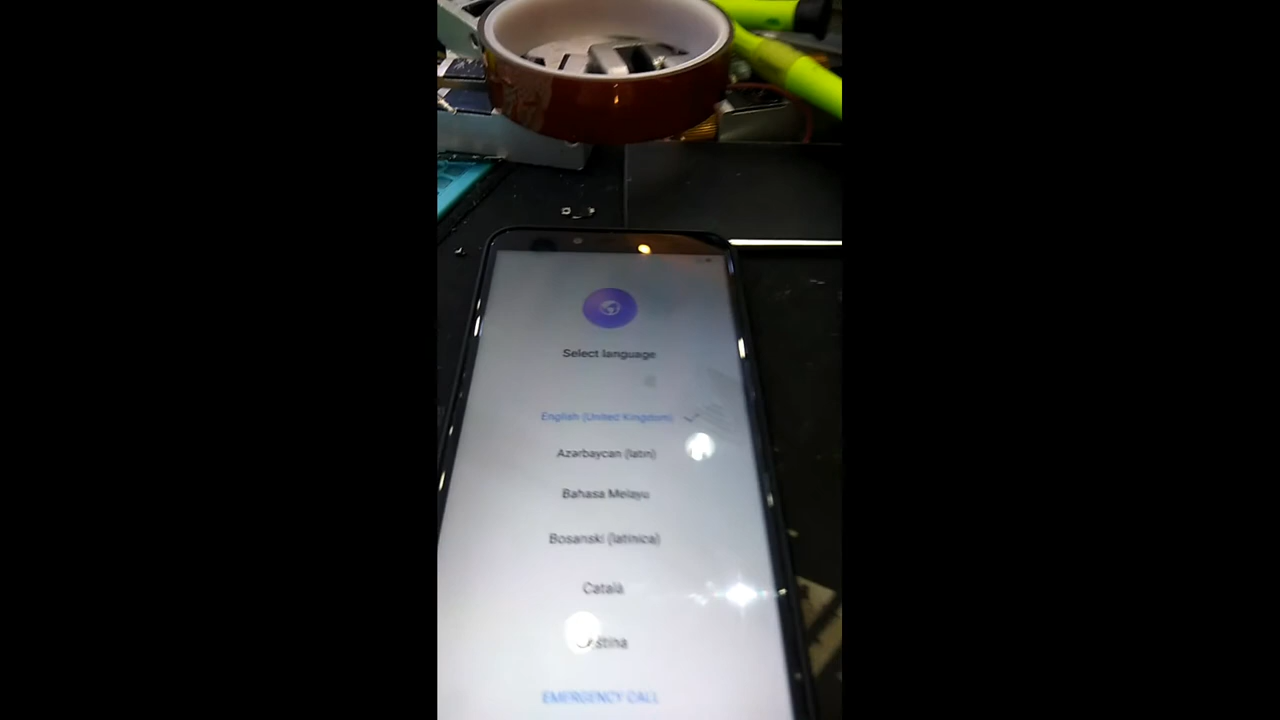 Select language
English (United Kingdom)
Azərbaycan (latın)
Bahasa Melayu
Bosanski (latinica)
Català
EMERGENCY CALL